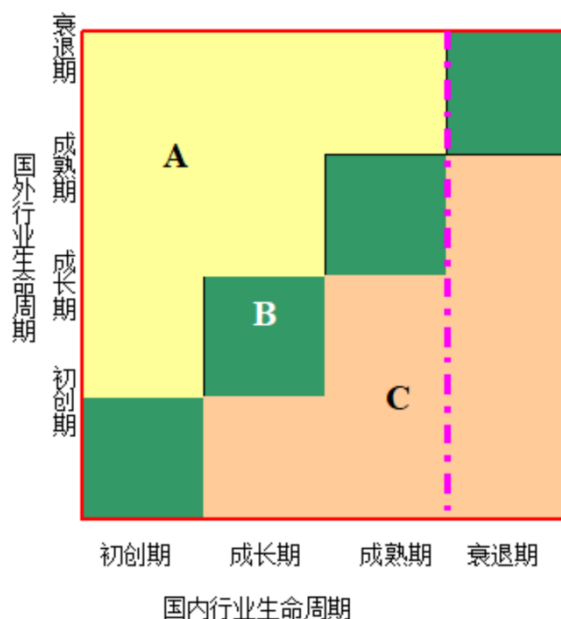 衰退期
成熟期
成长期
初创期
国外行业生命周期
A
B
C
初创期
成长期
成熟期
衰退期
国内行业生命周期